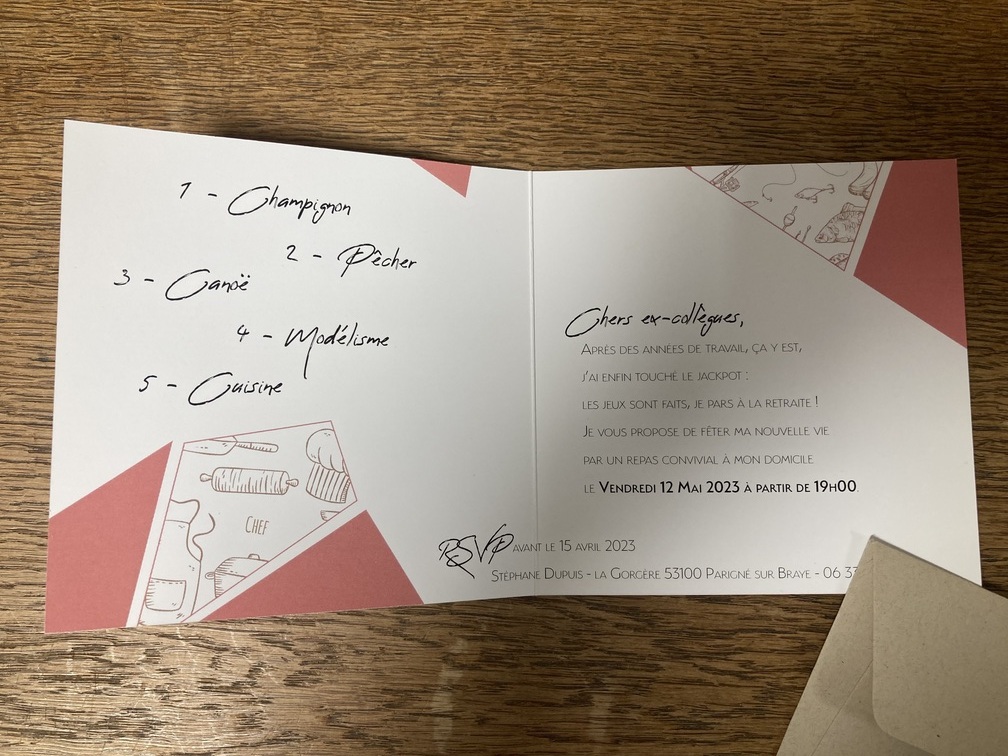 1 - Champignon
2 - Pêcher
3 - Canoë
4 - Modélisme
5 - Cuisine
Chef
Chers ex-collègues,
Après des années de travail, ça y est,
j'ai enfin touché le jackpot :
les jeux sont faits, je pars à la retraite !
Je vous propose de fêter ma nouvelle vie
par un repas convivial à mon domicile
le Vendredi 12 Mai 2023 à partir de 19h00.
RSVP avant le 15 avril 2023
Stéphane Dupuis - la Gorgère 53100 Parigné sur Braye - 06 33